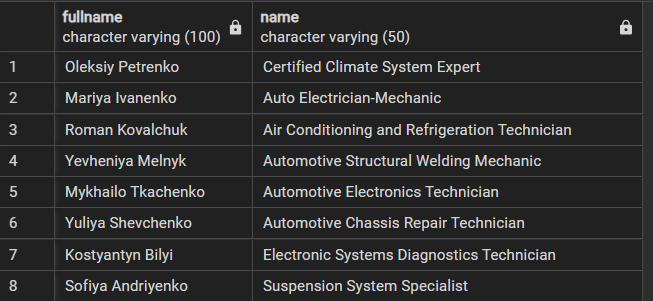 fullname name
character varying (100) character varying (50)
1 Oleksiy Petrenko Certified Climate System Expert
2 Mariya Ivanenko Auto Electrician-Mechanic
3 Roman Kovalchuk Air Conditioning and Refrigeration Technician
4 Yevheniya Melnyk Automotive Structural Welding Mechanic
5 Mykhailo Tkachenko Automotive Electronics Technician
6 Yuliya Shevchenko Automotive Chassis Repair Technician
7 Kostyantyn Bilyi Electronic Systems Diagnostics Technician
8 Sofiya Andriyenko Suspension System Specialist